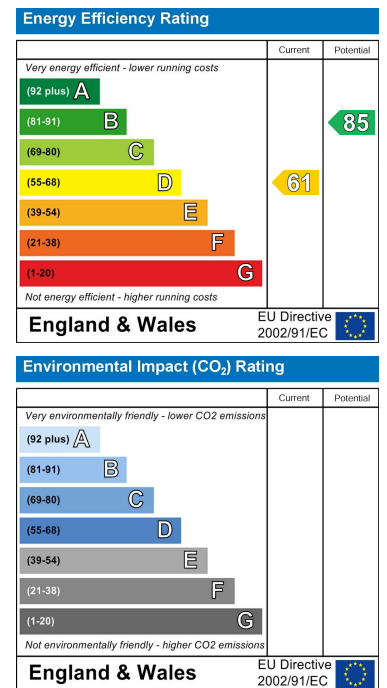 Energy Efficiency Rating
Current Potential
Very energy efficient - lower running costs
(92 plus) A
(81-91) B
85
(69-80) C
(55-68) D
61
(39-54) E
(21-38) F
(1-20) G
Not energy efficient - higher running costs
England & Wales
EU Directive
2002/91/EC
Environmental Impact (CO₂) Rating
Current Potential
Very environmentally friendly - lower CO2 emissions
(92 plus) A
(81-91) B
(69-80) C
(55-68) D
(39-54) E
(21-38) F
(1-20) G
Not environmentally friendly - higher CO2 emissions
England & Wales
EU Directive
2002/91/EC